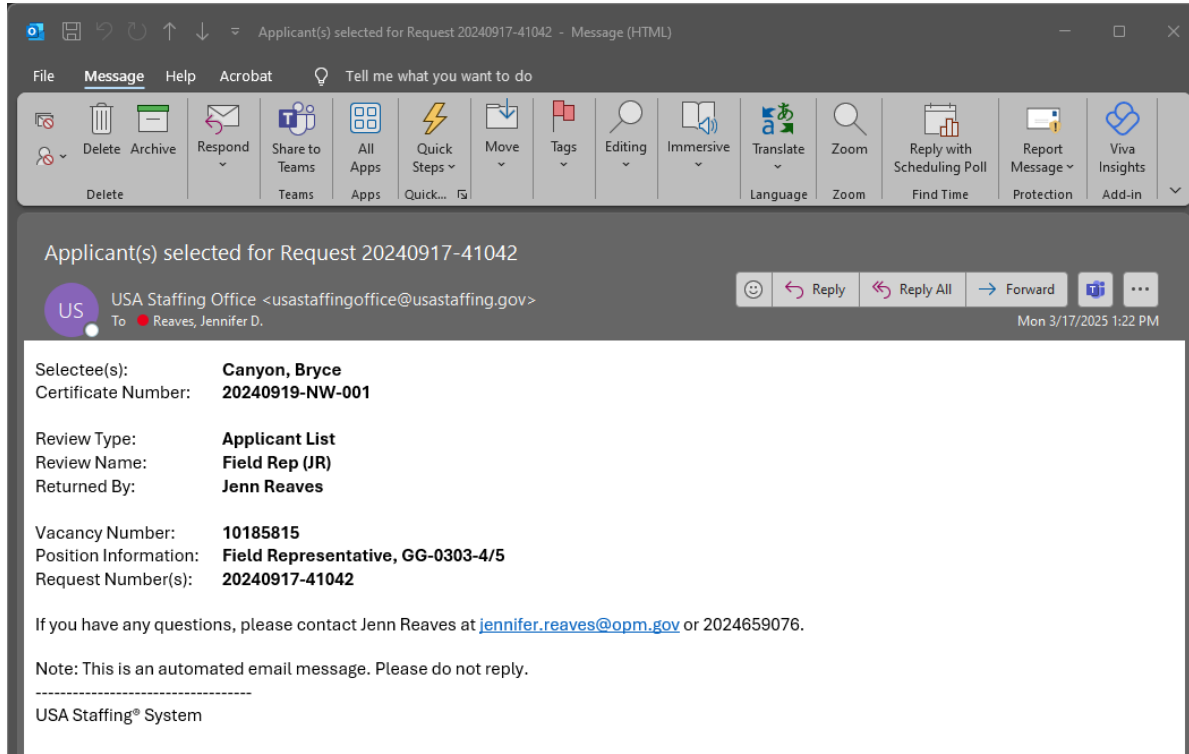 Applicant(s) selected for Request 20240917-41042 - Message (HTML)
File Message Help Acrobat Tell me what you want to do
Delete Archive Respond Share to Teams All Apps Quick Steps Move Tags Editing Immersive Translate Zoom Reply with Scheduling Poll Report Message Viva Insights
Delete Teams Apps Quick... Language Zoom Find Time Protection Add-in
Applicant(s) selected for Request 20240917-41042
US
USA Staffing Office <usastaffingoffice@usastaffing.gov>
To Reaves, Jennifer D.
Reply Reply All Forward
Mon 3/17/2025 1:22 PM
Selectee(s): Canyon, Bryce
Certificate Number: 20240919-NW-001
Review Type: Applicant List
Review Name: Field Rep (JR)
Returned By: Jenn Reaves
Vacancy Number: 10185815
Position Information: Field Representative, GG-0303-4/5
Request Number(s): 20240917-41042
If you have any questions, please contact Jenn Reaves at jennifer.reaves@opm.gov or 2024659076.
Note: This is an automated email message. Please do not reply.
-----------------------------------
USA Staffing® System